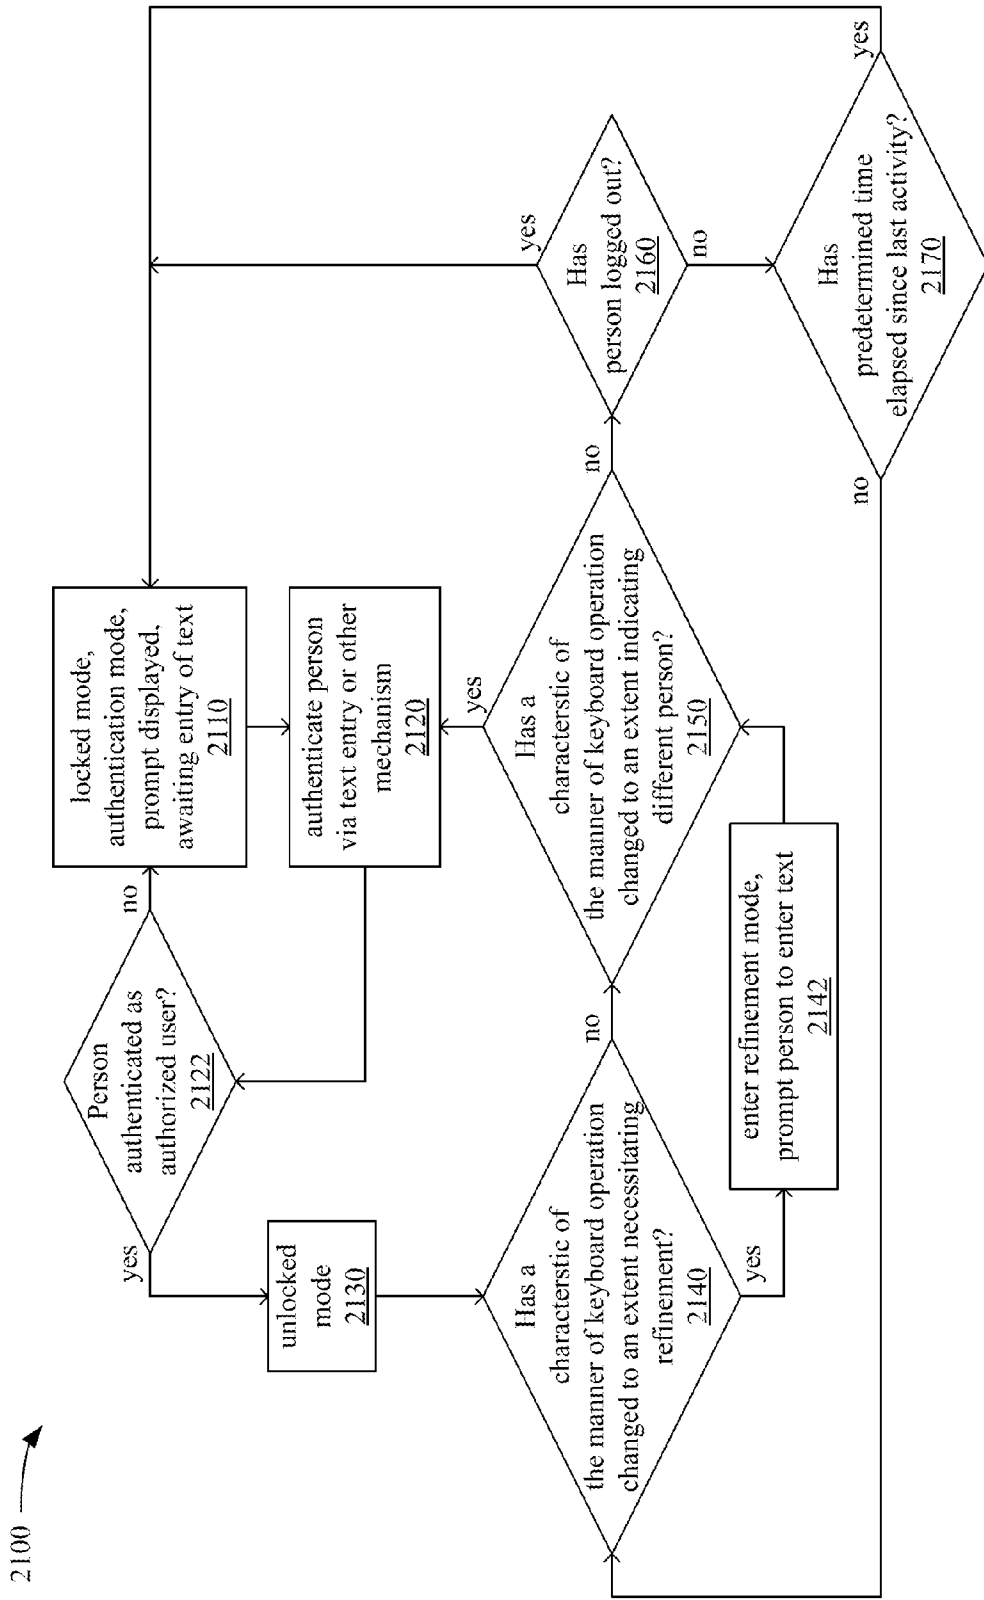 2100
Person
authenticated as
authorized user?
2122
yes
no
locked mode,
authentication mode,
prompt displayed,
awaiting entry of text
2110
unlocked
mode
2130
authenticate person
via text entry or other
mechanism
2120
Has a
characterstic of
the manner of keyboard operation
changed to an extent necessitating
refinement?
2140
yes
no
enter refinement mode,
prompt person to enter text
2142
Has a
characterstic of
the manner of keyboard operation
changed to an extent indicating
different person?
2150
yes
no
Has
person logged out?
2160
yes
no
Has
predetermined time
elapsed since last activity?
2170
no
yes